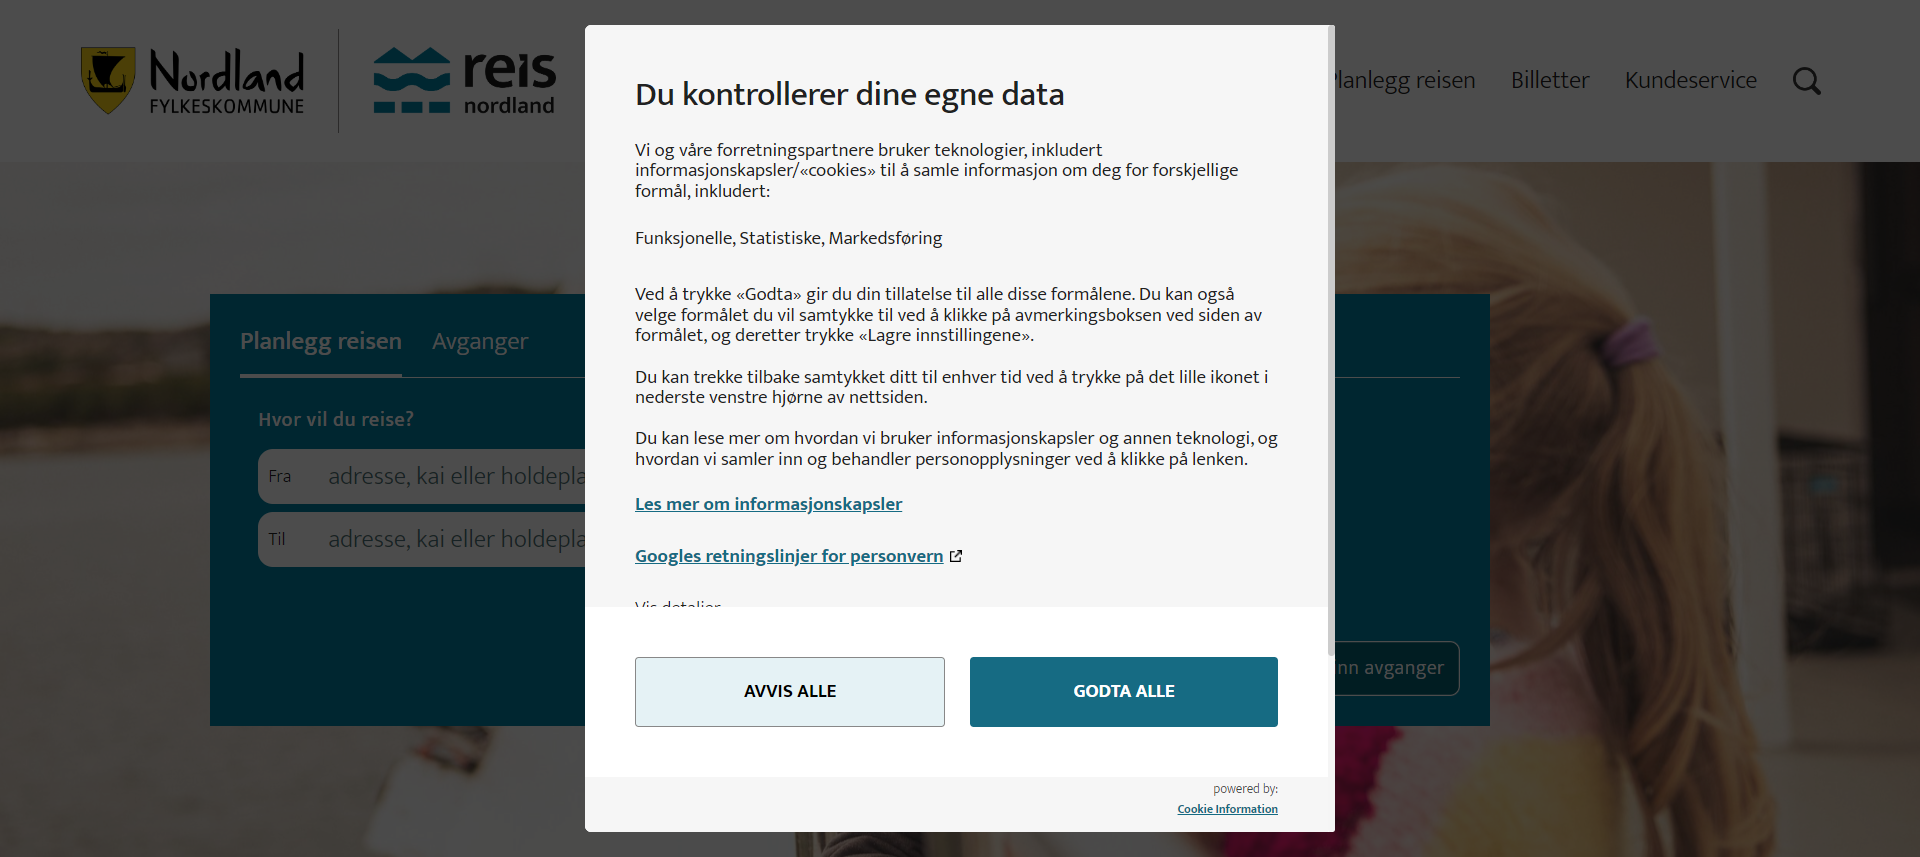 Nordland
FYLKESKOMMUNE
reis
nordland
Planlegg reisen
Billetter
Kundeservice
Planlegg reisen
Avganger
Hvor vil du reise?
Fra
adresse, kai eller
Til
adresse, kai eller
avganger
Du kontrollerer dine egne data
Vi og våre forretningspartnere bruker teknologier, inkludert
informasjonskapsler/«cookies» til å samle informasjon om deg for forskjellige
formål, inkludert:
Funksjonelle, Statistiske, Markedsføring
Ved å trykke «Godta» gir du din tillatelse til alle disse formålene. Du kan også
velge formålet du vil samtykke til ved å klikke på avmerkingsboksen ved siden av
formålet, og deretter trykke «Lagre innstillingene».
Du kan trekke tilbake samtykket ditt til enhver tid ved å trykke på det lille ikonet i
nederste venstre hjørne av nettsiden.
Du kan lese mer om hvordan vi bruker informasjonskapsler og annen teknologi, og
hvordan vi samler inn og behandler personopplysninger ved å klikke på lenken.
Les mer om informasjonskapsler
Googles retningslinjer for personvern
Vis detaljer
AVVIS ALLE
GODTA ALLE
powered by:
Cookie Information